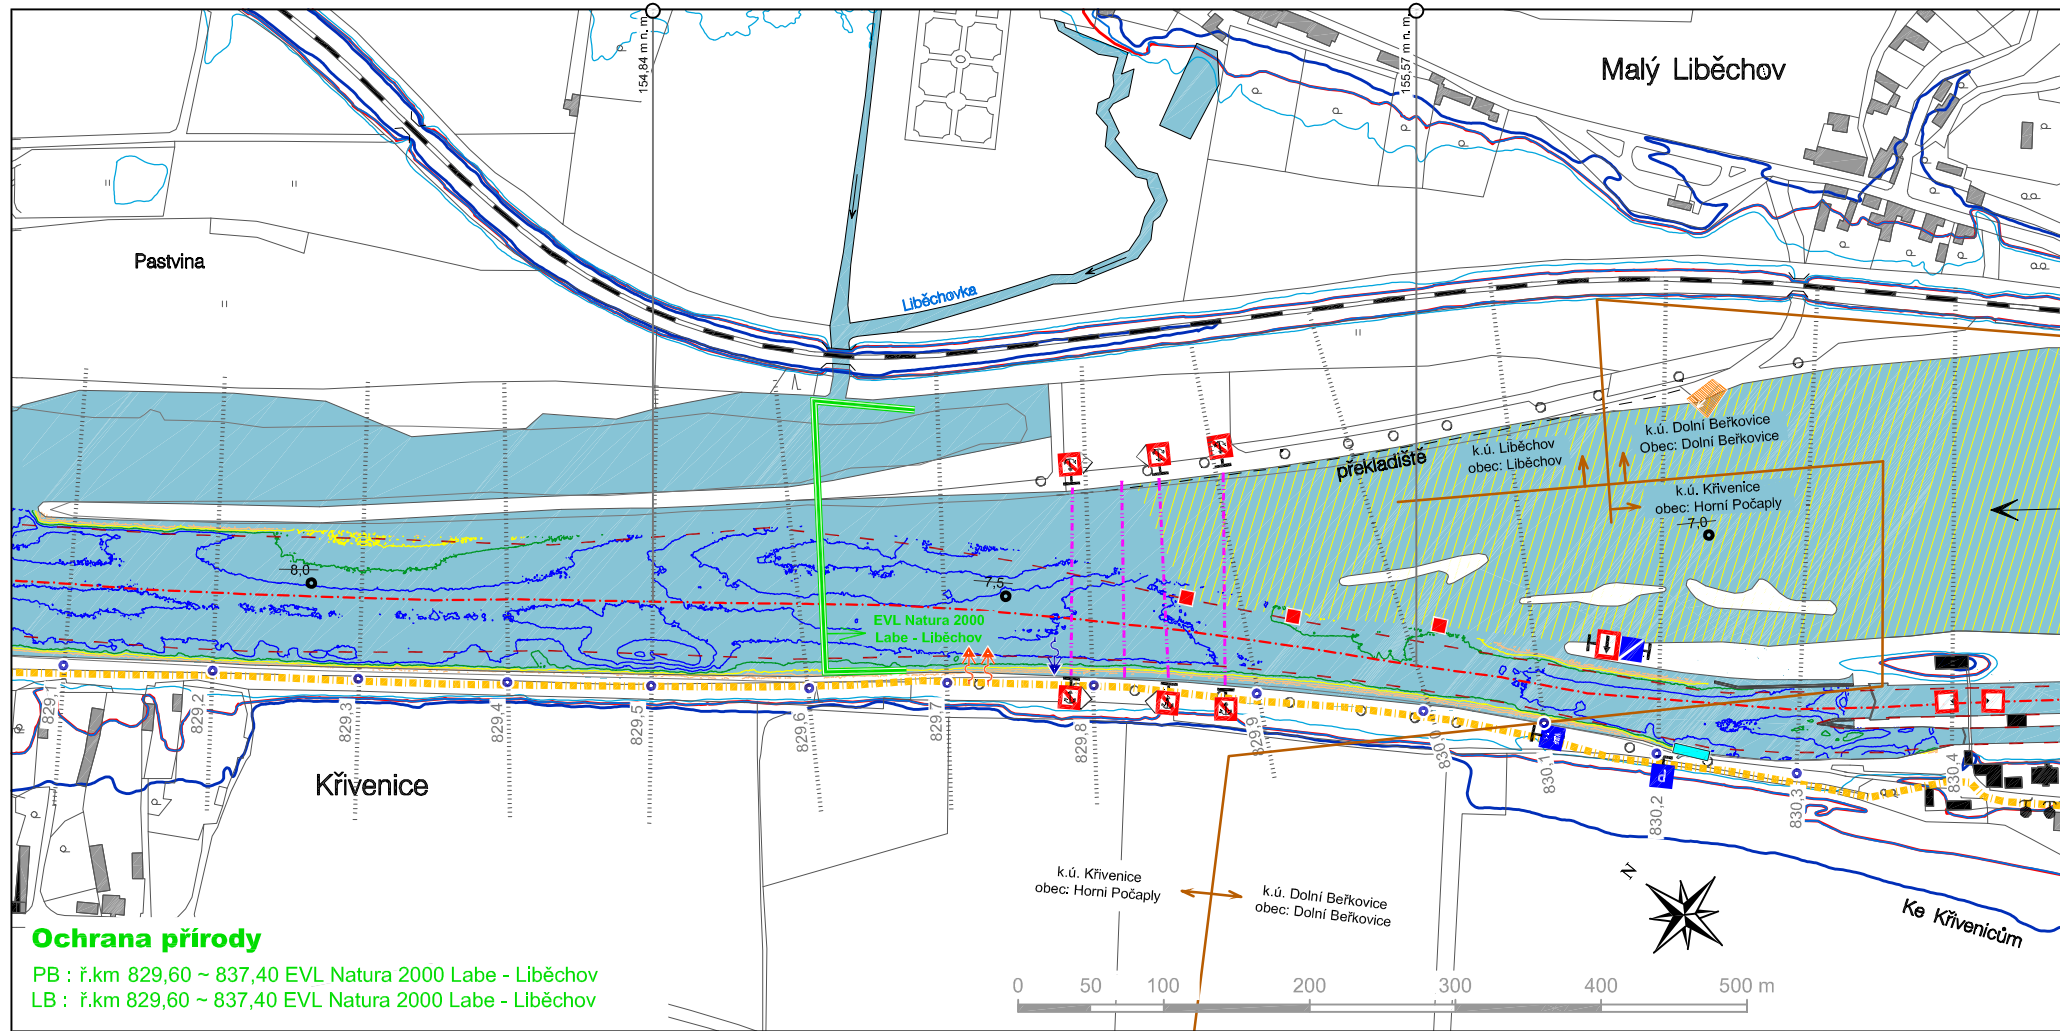 154,84 m n. m.
155,57 m n. m.
Malý Liběchov
Pastvina
Liběchovka
překladiště
k.ú. Liběchov
obec: Liběchov
k.ú. Dolní Beřkovice
Obec: Dolní Beřkovice
k.ú. Křivenice
obec: Horní Počaply
7,0
8,0
7,5
EVL Natura 2000
Labe - Liběchov
829,1
829,2
829,3
829,4
829,5
829,6
829,7
829,8
829,9
830,0
830,1
830,2
830,3
830,4
P
Křivenice
k.ú. Křivenice
obec: Horni Počaply
k.ú. Dolní Beřkovice
obec: Dolní Beřkovice
N
Ke Křivenicům
Ochrana přírody
PB : ř.km 829,60 ~ 837,40 EVL Natura 2000 Labe - Liběchov
LB : ř.km 829,60 ~ 837,40 EVL Natura 2000 Labe - Liběchov
0 50 100 200 300 400 500 m